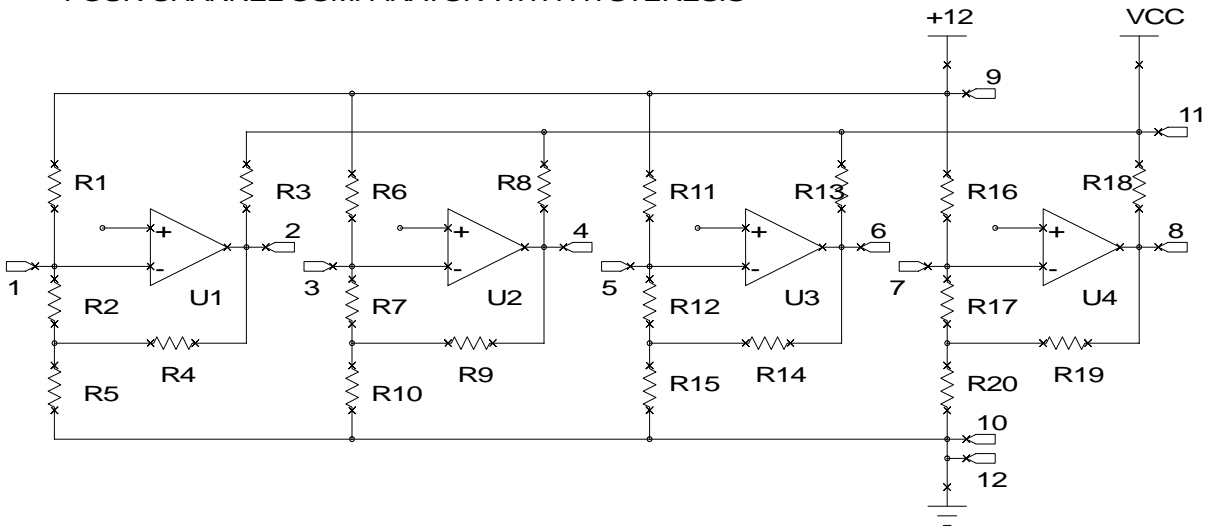 +12 VCC
9
11
R1 R3 R6 R8 R11 R13 R16 R18
+ + + +
2 4 6 8
- - - -
1 3 5 7
R2 U1 R7 U2 R12 U3 R17 U4
R4 R9 R14 R19
R5 R10 R15 R20
10
12